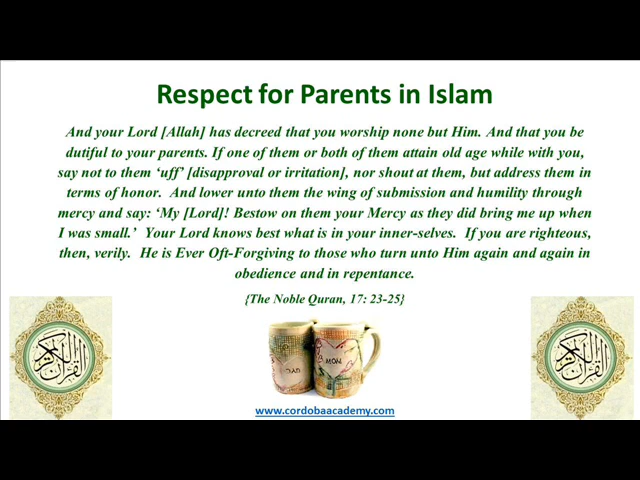 Respect for Parents in Islam
And your Lord [Allah] has decreed that you worship none but Him. And that you be
dutiful to your parents. If one of them or both of them attain old age while with you,
say not to them ‘uff’ [disapproval or irritation], nor shout at them, but address them in
terms of honor. And lower unto them the wing of submission and humility through
mercy and say: ‘My [Lord]! Bestow on them your Mercy as they did bring me up when
I was small.’ Your Lord knows best what is in your inner-selves. If you are righteous,
then, verily. He is Ever Oft-Forgiving to those who turn unto Him again and again in
obedience and in repentance.
{The Noble Quran, 17: 23-25}
القرآن الكريم
DAD
MOM
القرآن الكريم
www.cordobaacademy.com